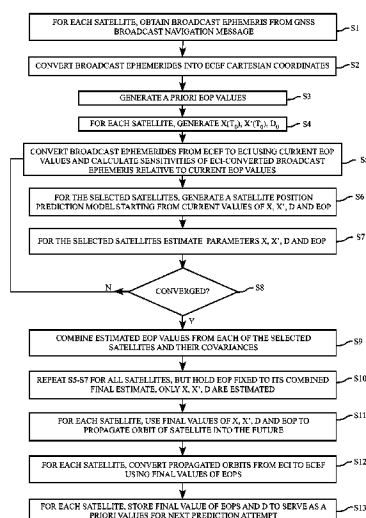 FOR EACH SATELLITE, OBTAIN BROADCAST EPHEMERIS FROM GNSS
BROADCAST NAVIGATION MESSAGE
S1
CONVERT BROADCAST EPHEMERIDES INTO ECEF CARTESIAN COORDINATES
S2
GENERATE A PRIORI EOP VALUES
S3
FOR EACH SATELLITE, GENERATE X(T₀), X'(T₀), D₀
S4
CONVERT BROADCAST EPHEMERIDES FROM ECEF TO ECI USING CURRENT EOP
VALUES AND CALCULATE SENSITIVITIES OF ECI-CONVERTED BROADCAST
EPHEMERIS RELATIVE TO CURRENT EOP VALUES
FOR THE SELECTED SATELLITES, GENERATE A SATELLITE POSITION
PREDICTION MODEL STARTING FROM CURRENT VALUES OF X, X', D AND EOP
S6
FOR THE SELECTED SATELLITES ESTIMATE PARAMETERS X, X', D AND EOP
S7
N
CONVERGED?
S8
Y
COMBINE ESTIMATED EOP VALUES FROM EACH OF THE SELECTED
SATELLITES AND THEIR COVARIANCES
S9
REPEAT S5-S7 FOR ALL SATELLITES, BUT HOLD EOP FIXED TO ITS COMBINED
FINAL ESTIMATE, ONLY X, X', D ARE ESTIMATED
S10
FOR EACH SATELLITE, USE FINAL VALUES OF X, X', D AND EOP TO
PROPAGATE ORBIT OF SATELLITE INTO THE FUTURE
S11
FOR EACH SATELLITE, CONVERT PROPAGATED ORBITS FROM ECI TO ECEF
USING FINAL VALUES OF EOPS
S12
FOR EACH SATELLITE, STORE FINAL VALUE OF EOPS AND D TO SERVE AS A
PRIORI VALUES FOR NEXT PREDICTION ATTEMPT
S13